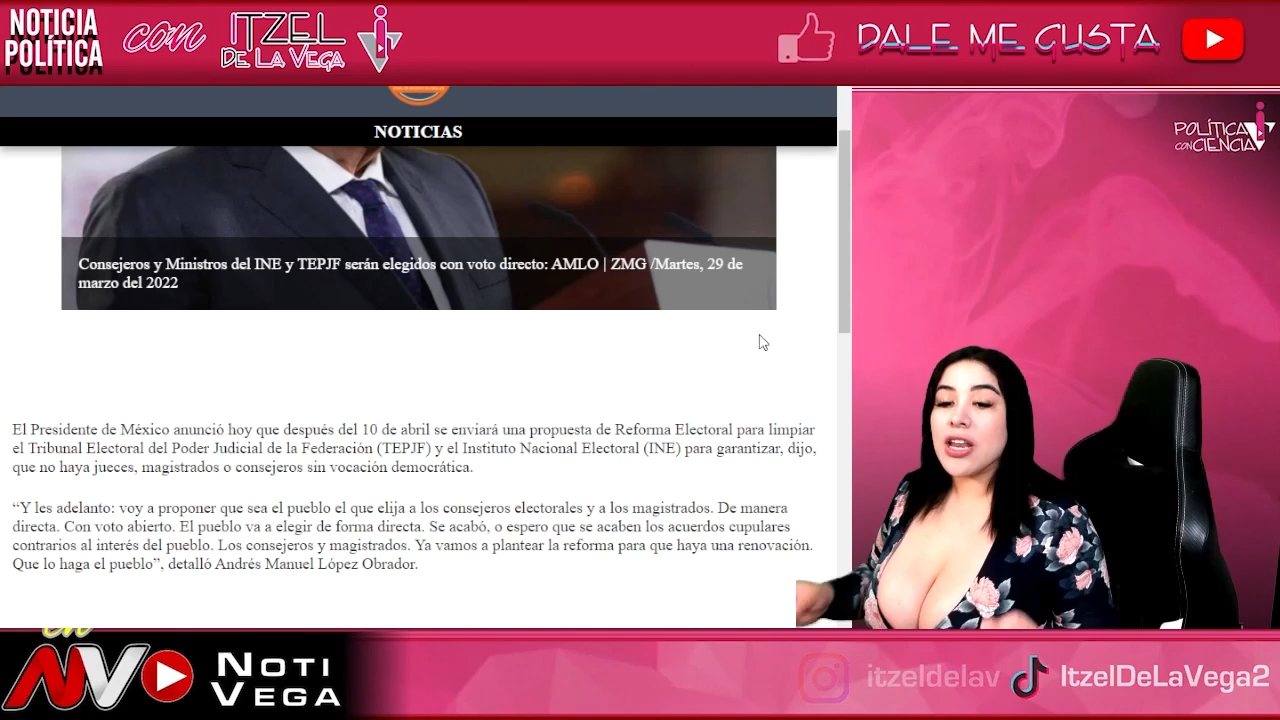 NOTICIA
POLÍTICA
con
ITZEL
DE LA VEGA
DALE ME GUSTA
NOTICIAS
POLÍTICA
CON CIENCIA
Consejeros y Ministros del INE y TEPJF serán elegidos con voto directo: AMLO | ZMG /Martes, 29 de
marzo del 2022
El Presidente de México anunció hoy que después del 10 de abril se enviará una propuesta de Reforma Electoral para limpiar
el Tribunal Electoral del Poder Judicial de la Federación (TEPJF) y el Instituto Nacional Electoral (INE) para garantizar, dijo,
que no haya jueces, magistrados o consejeros sin vocación democrática.
“Y les adelanto: voy a proponer que sea el pueblo el que elija a los consejeros electorales y a los magistrados. De manera
directa. Con voto abierto. El pueblo va a elegir de forma directa. Se acabó, o espero que se acaben los acuerdos cupulares
contrarios al interés del pueblo. Los consejeros y magistrados. Ya vamos a plantear la reforma para que haya una renovación.
Que lo haga el pueblo”, detalló Andrés Manuel López Obrador.
en
NV
NOTI
VEGA
itzeldelav
ItzelDeLaVega2